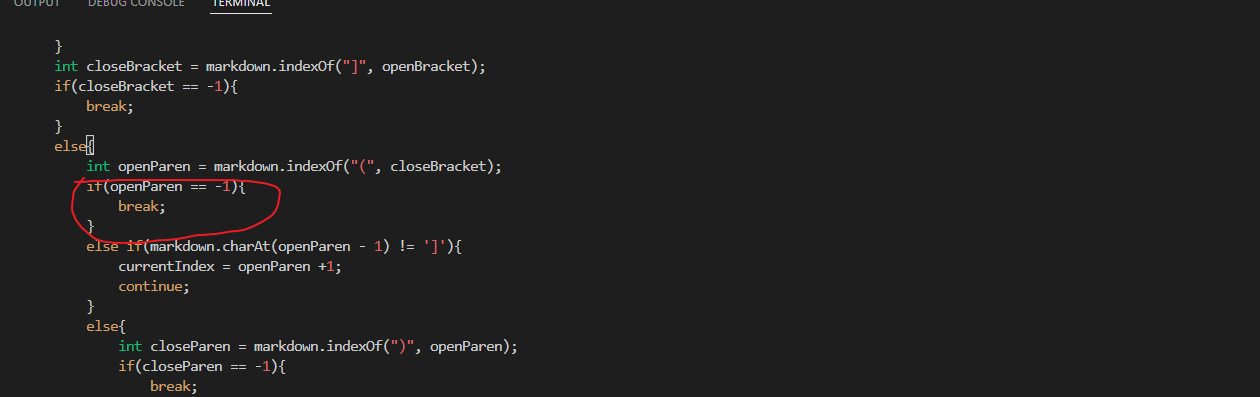 OUTPUT DEBUG CONSOLE TERMINAL
}
int closeBracket = markdown.indexOf("]", openBracket);
if(closeBracket == -1){
break;
}
else{
int openParen = markdown.indexOf("(", closeBracket);
if(openParen == -1){
break;
}
else if(markdown.charAt(openParen - 1) != ']'){
currentIndex = openParen +1;
continue;
}
else{
int closeParen = markdown.indexOf(")", openParen);
if(closeParen == -1){
break;